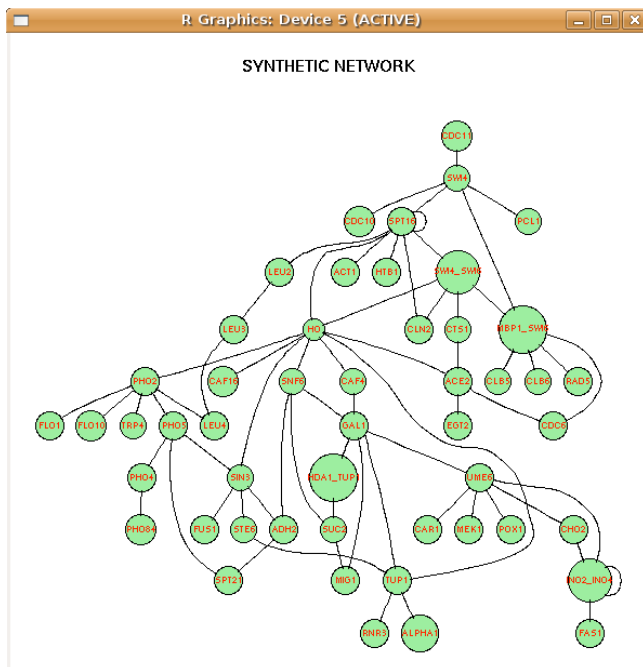 R Graphics: Device 5 (ACTIVE)
SYNTHETIC NETWORK
CDC11
SWI4
CDC10
SPT16
PCL1
LEU2
ACT1
HTB1
SWI4_SWI6
LEU3
HO
CLN2
CTS1
MBP1_SWI6
PHO2
CAF16
SNF6
CAF4
ACE2
CLB5
CLB6
RAD5
FLO1
FLO10
TRP4
PHO5
LEU4
GAL1
EGT2
CDC6
PHO4
SIN3
HDA1_TUP1
UME6
PHO84
FUS1
STE6
ADH2
SUC2
CAR1
MEK1
POX1
CHO2
SPT21
MIG1
TUP1
INO2_INO4
RNR3
ALPHA1
FAS1